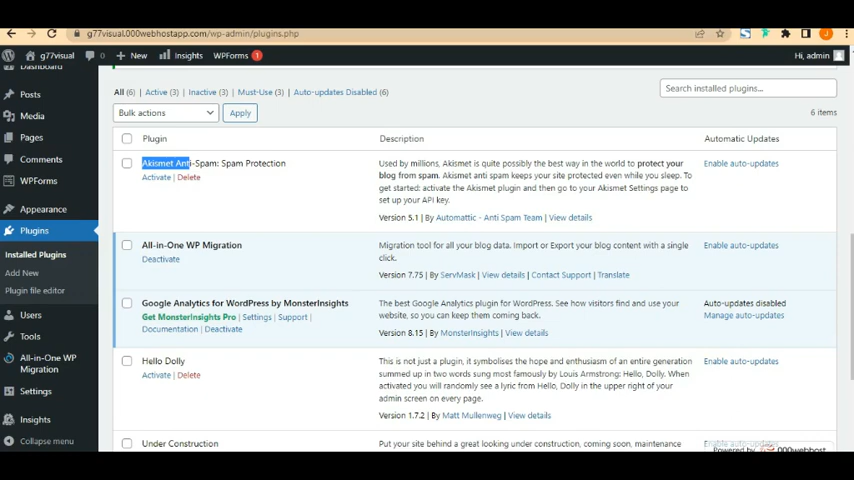 g77visual.000webhostapp.com/wp-admin/plugins.php
g77visual 0 + New Insights WPForms 1 Hi, admin
Dashboard
Posts
Media
Pages
Comments
WPForms
Appearance
Plugins
Installed Plugins
Add New
Plugin file editor
Users
Tools
All-in-One WP
Migration
Settings
Insights
Collapse menu
All (6) | Active (3) | Inactive (3) | Must-Use (3) | Auto-updates Disabled (6)
Search installed plugins...
Bulk actions Apply
6 items
Plugin Description Automatic Updates
Akismet Anti-Spam: Spam Protection
Activate | Delete
Used by millions, Akismet is quite possibly the best way in the world to protect your
blog from spam. Akismet anti spam keeps your site protected even while you sleep. To
get started: activate the Akismet plugin and then go to your Akismet Settings page to
set up your API key.
Version 5.1 | By Automattic - Anti Spam Team | View details
Enable auto-updates
All-in-One WP Migration
Deactivate
Migration tool for all your blog data. Import or Export your blog content with a single
click.
Version 7.75 | By ServMask | View details | Contact Support | Translate
Enable auto-updates
Google Analytics for WordPress by MonsterInsights
Get MonsterInsights Pro | Settings | Support |
Documentation | Deactivate
The best Google Analytics plugin for WordPress. See how visitors find and use your
website, so you can keep them coming back.
Version 8.15 | By MonsterInsights | View details
Auto-updates disabled
Manage auto-updates
Hello Dolly
Activate | Delete
This is not just a plugin, it symbolises the hope and enthusiasm of an entire generation
summed up in two words sung most famously by Louis Armstrong: Hello, Dolly. When
activated you will randomly see a lyric from Hello, Dolly in the upper right of your
admin screen on every page.
Version 1.7.2 | By Matt Mullenweg | View details
Enable auto-updates
Under Construction
Put your site behind a great looking under construction, coming soon, maintenance
Enable auto-updates
Powered by 000webhost